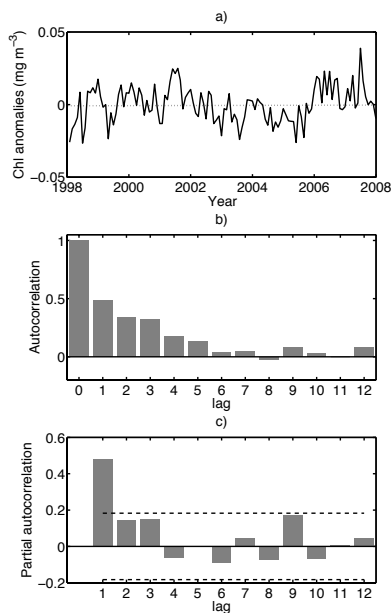 a)
Chl anomalies (mg m⁻³)
0.05
0
−0.05
1998 2000 2002 2004 2006 2008
Year
b)
Autocorrelation
1
0.5
0
0 1 2 3 4 5 6 7 8 9 10 11 12
lag
c)
Partial autocorrelation
0.6
0.4
0.2
0
−0.2
1 2 3 4 5 6 7 8 9 10 11 12
lag